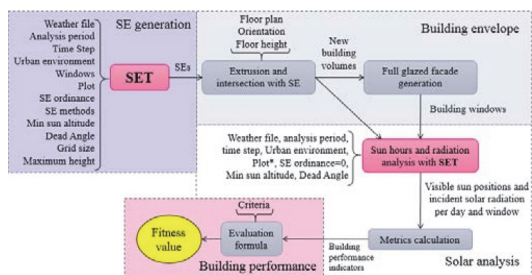 SE generation
Weather file
Analysis period
Time Step
Urban environment
Windows
Plot
SE ordinance
SE methods
Min sun altitude
Dead Angle
Grid size
Maximum height
SET
SEs
Building envelope
Floor plan
Orientation
Floor height
Extrusion and
intersection with SE
New
building
volumes
Full glazed facade
generation
Building windows
Weather file, analysis period,
time step, Urban environment,
Plot*, SE ordinance=0,
Min sun altitude, Dead Angle
Sun hours and radiation
analysis with SET
Visible sun positions and
incident solar radiation
per day and window
Metrics calculation
Solar analysis
Building
performance
indicators
Criteria
Evaluation
formula
Fitness
value
Building performance